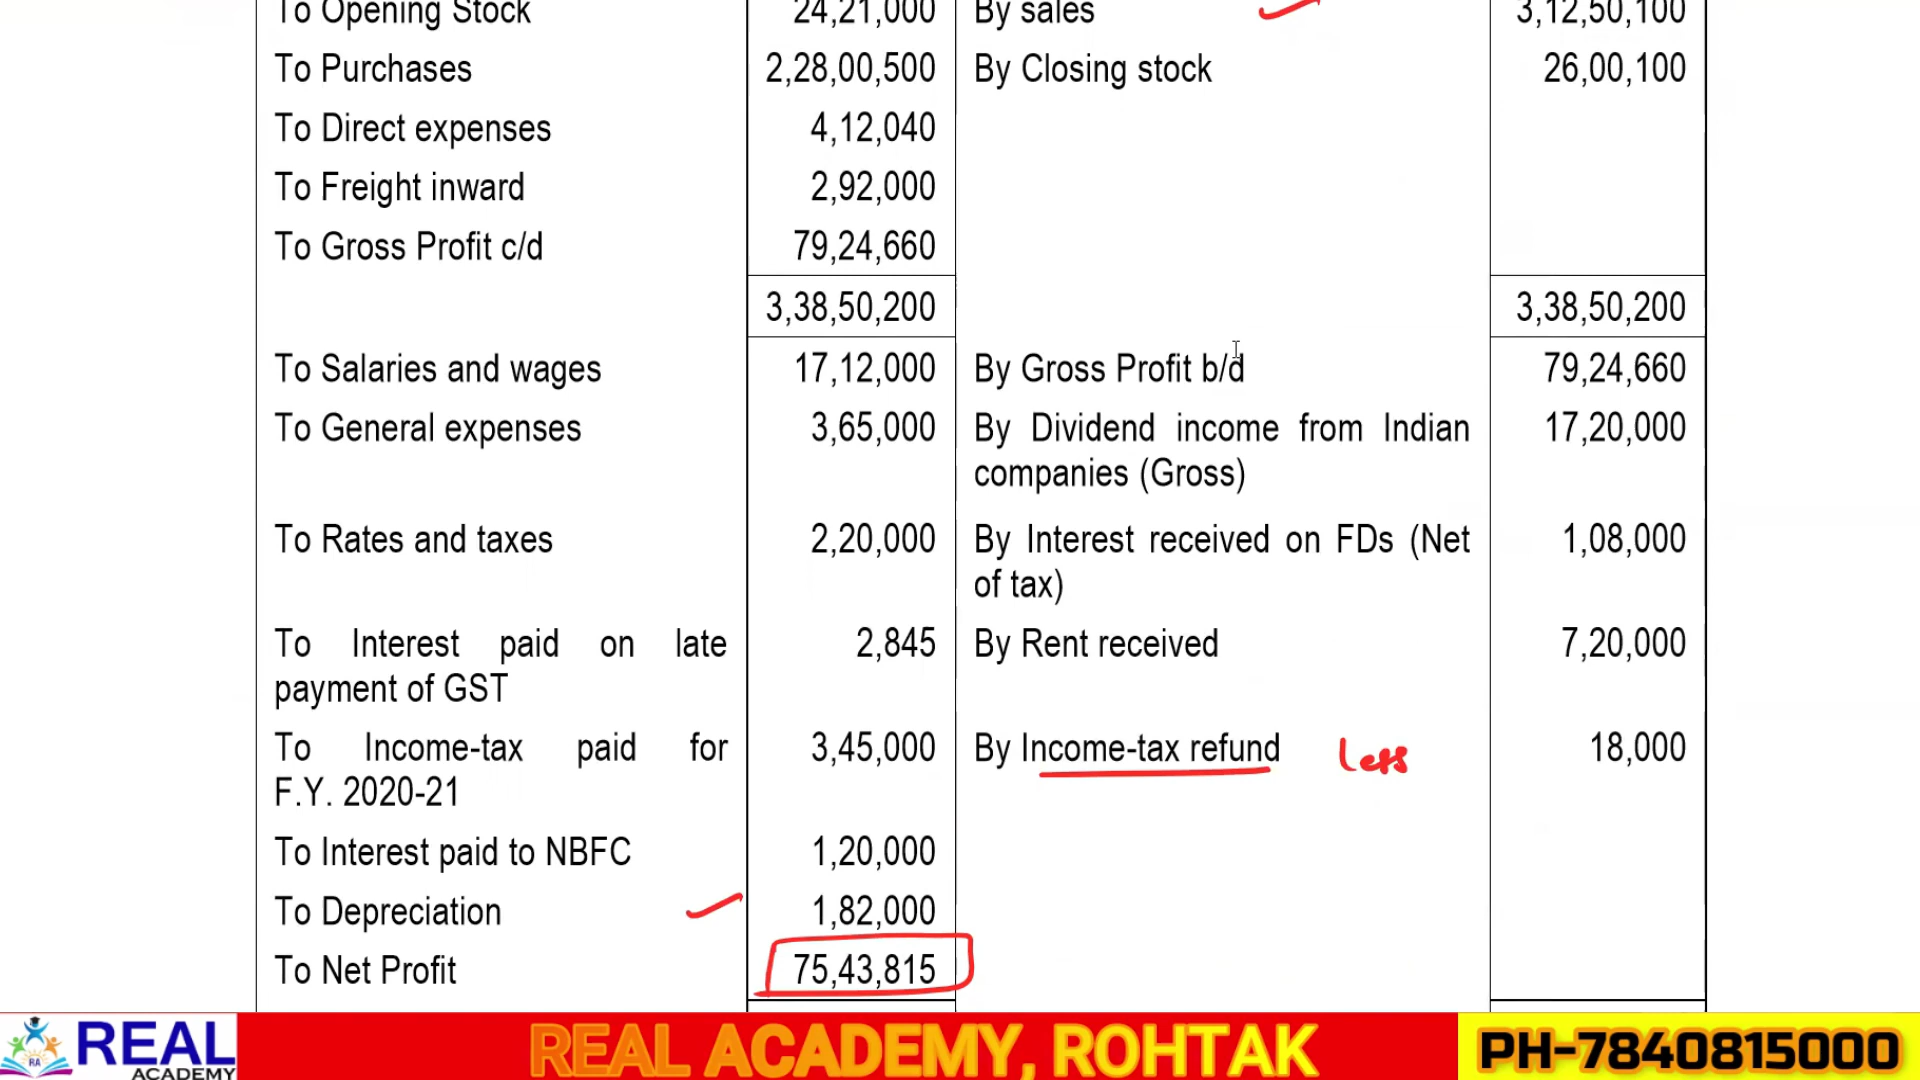 To Opening Stock 24,21,000 By sales 3,12,50,100
To Purchases 2,28,00,500 By Closing stock 26,00,100
To Direct expenses 4,12,040
To Freight inward 2,92,000
To Gross Profit c/d 79,24,660
3,38,50,200 3,38,50,200
To Salaries and wages 17,12,000 By Gross Profit b/d 79,24,660
To General expenses 3,65,000 By Dividend income from Indian 17,20,000
companies (Gross)
To Rates and taxes 2,20,000 By Interest received on FDs (Net 1,08,000
of tax)
To Interest paid on late 2,845 By Rent received 7,20,000
payment of GST
To Income-tax paid for 3,45,000 By Income-tax refund less 18,000
F.Y. 2020-21
To Interest paid to NBFC 1,20,000
To Depreciation 1,82,000
To Net Profit 75,43,815
RA REAL ACADEMY REAL ACADEMY, ROHTAK PH-7840815000